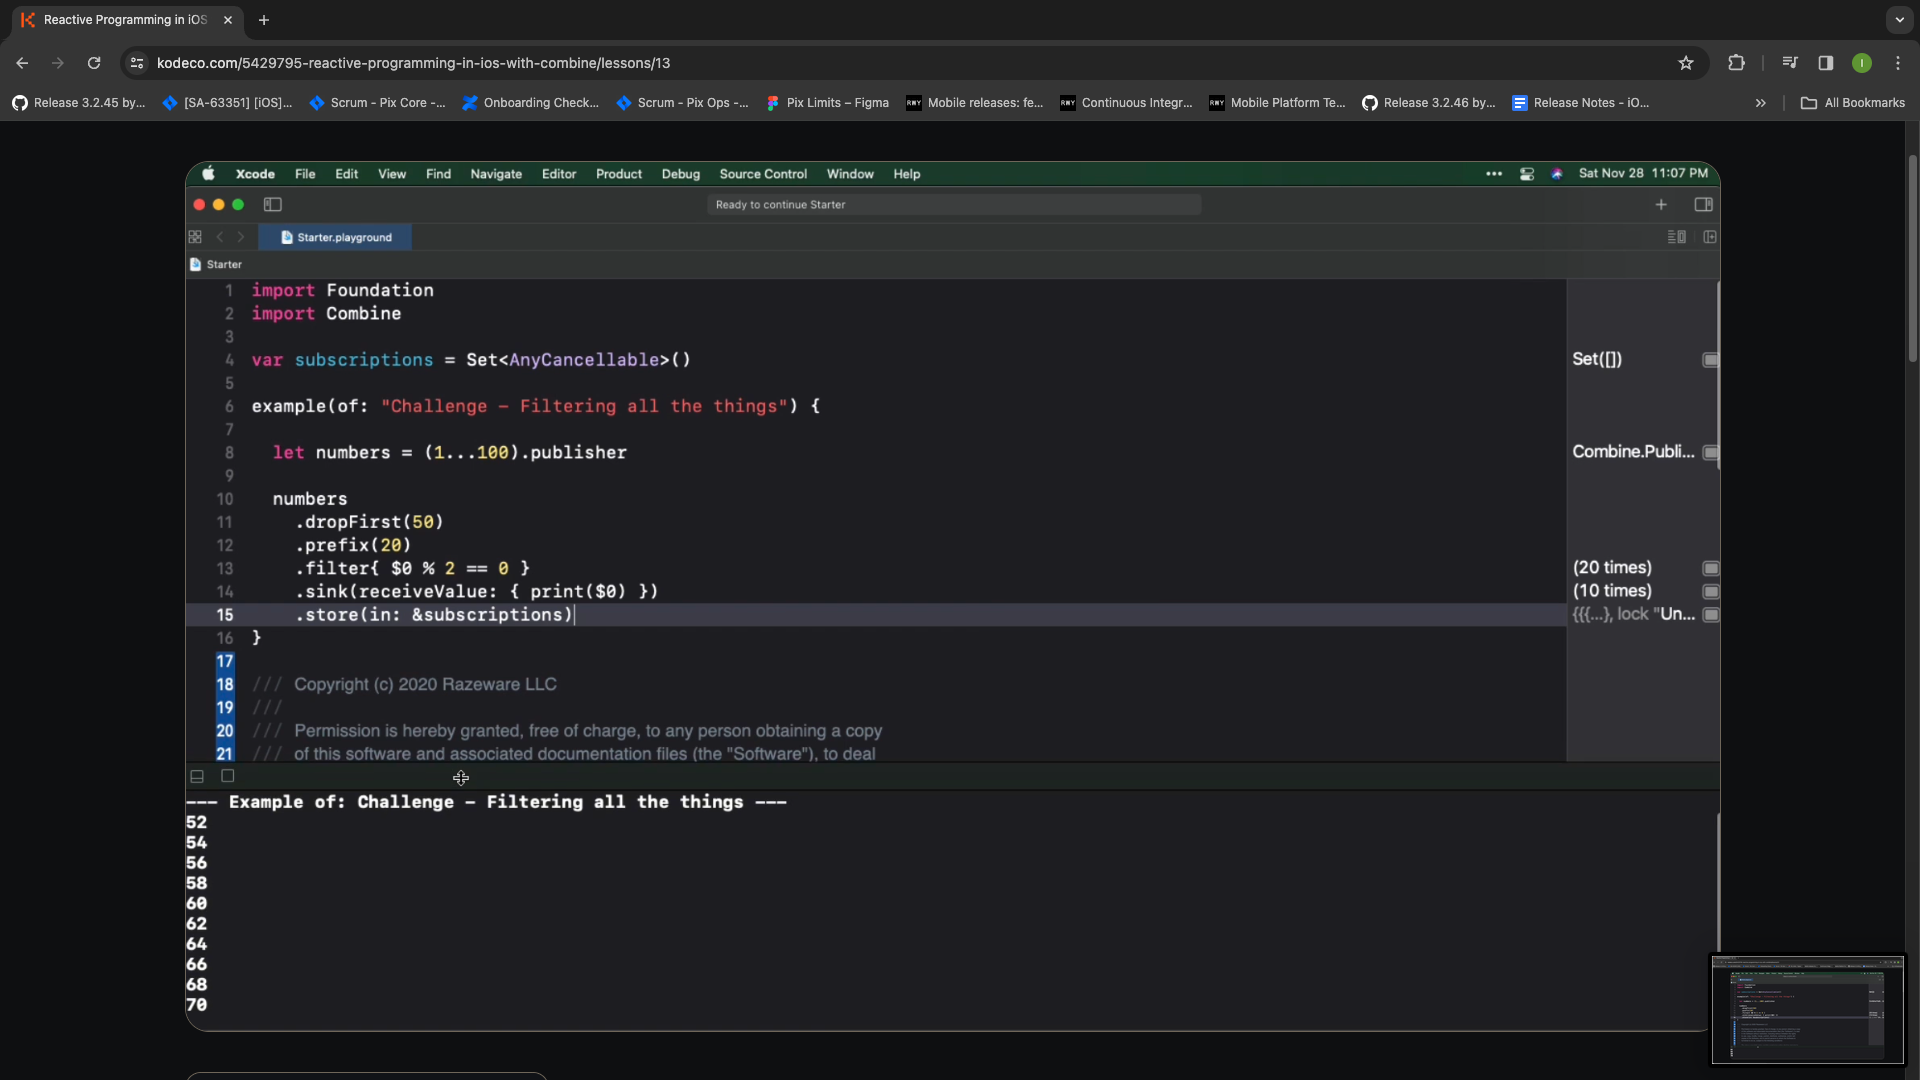 Reactive Programming in iOS
kodeco.com/5429795-reactive-programming-in-ios-with-combine/lessons/13
I
Release 3.2.45 by... [SA-63351] [iOS]... Scrum - Pix Core -... Onboarding Check... Scrum - Pix Ops -... Pix Limits – Figma RWY Mobile releases: fe... RWY Continuous Integr... RWY Mobile Platform Te... Release 3.2.46 by... Release Notes - iO... » All Bookmarks
Xcode File Edit View Find Navigate Editor Product Debug Source Control Window Help Sat Nov 28 11:07 PM
Ready to continue Starter
Starter.playground
Starter
1 import Foundation
2 import Combine
3
4 var subscriptions = Set<AnyCancellable>() Set([])
5
6 example(of: "Challenge – Filtering all the things") {
7
8 let numbers = (1...100).publisher Combine.Publi...
9
10 numbers
11 .dropFirst(50)
12 .prefix(20)
13 .filter{ $0 % 2 == 0 } (20 times)
14 .sink(receiveValue: { print($0) }) (10 times)
15 .store(in: &subscriptions) {{{...}, lock "Un...
16 }
17
18 /// Copyright (c) 2020 Razeware LLC
19 ///
20 /// Permission is hereby granted, free of charge, to any person obtaining a copy
21 /// of this software and associated documentation files (the "Software"), to deal
——— Example of: Challenge – Filtering all the things ———
52
54
56
58
60
62
64
66
68
70